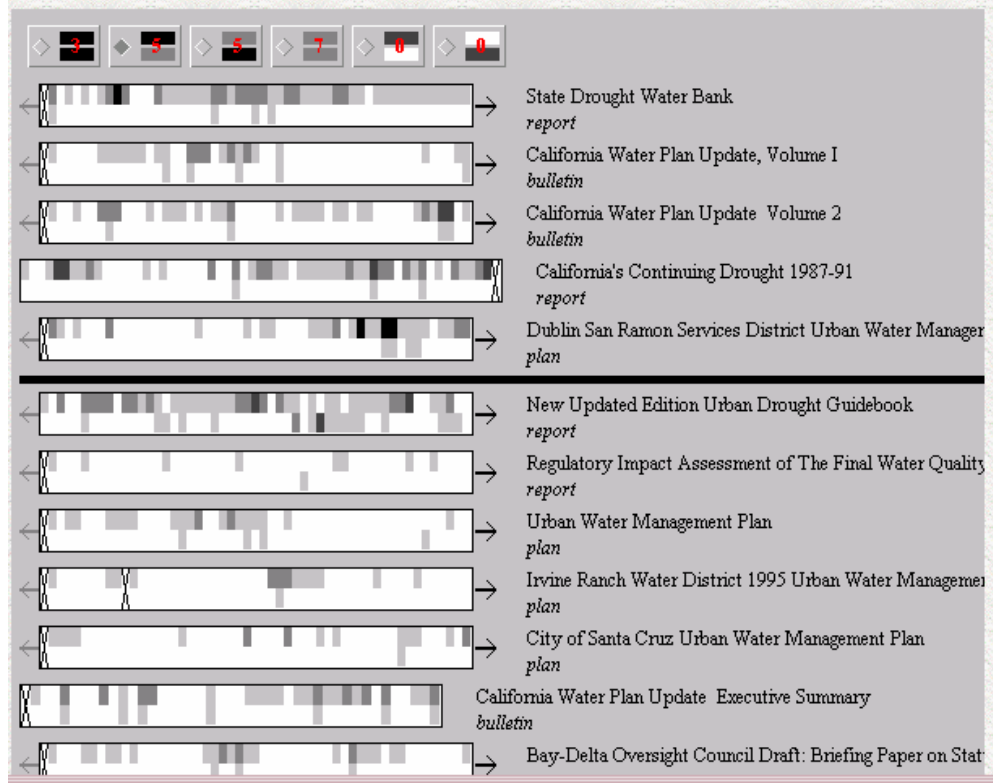 3 5 5 7 0 0
State Drought Water Bank
report
California Water Plan Update, Volume I
bulletin
California Water Plan Update Volume 2
bulletin
California's Continuing Drought 1987-91
report
Dublin San Ramon Services District Urban Water Manager
plan
New Updated Edition Urban Drought Guidebook
report
Regulatory Impact Assessment of The Final Water Quality
report
Urban Water Management Plan
plan
Irvine Ranch Water District 1995 Urban Water Managemen
plan
City of Santa Cruz Urban Water Management Plan
plan
California Water Plan Update Executive Summary
bulletin
Bay-Delta Oversight Council Draft: Briefing Paper on Stat